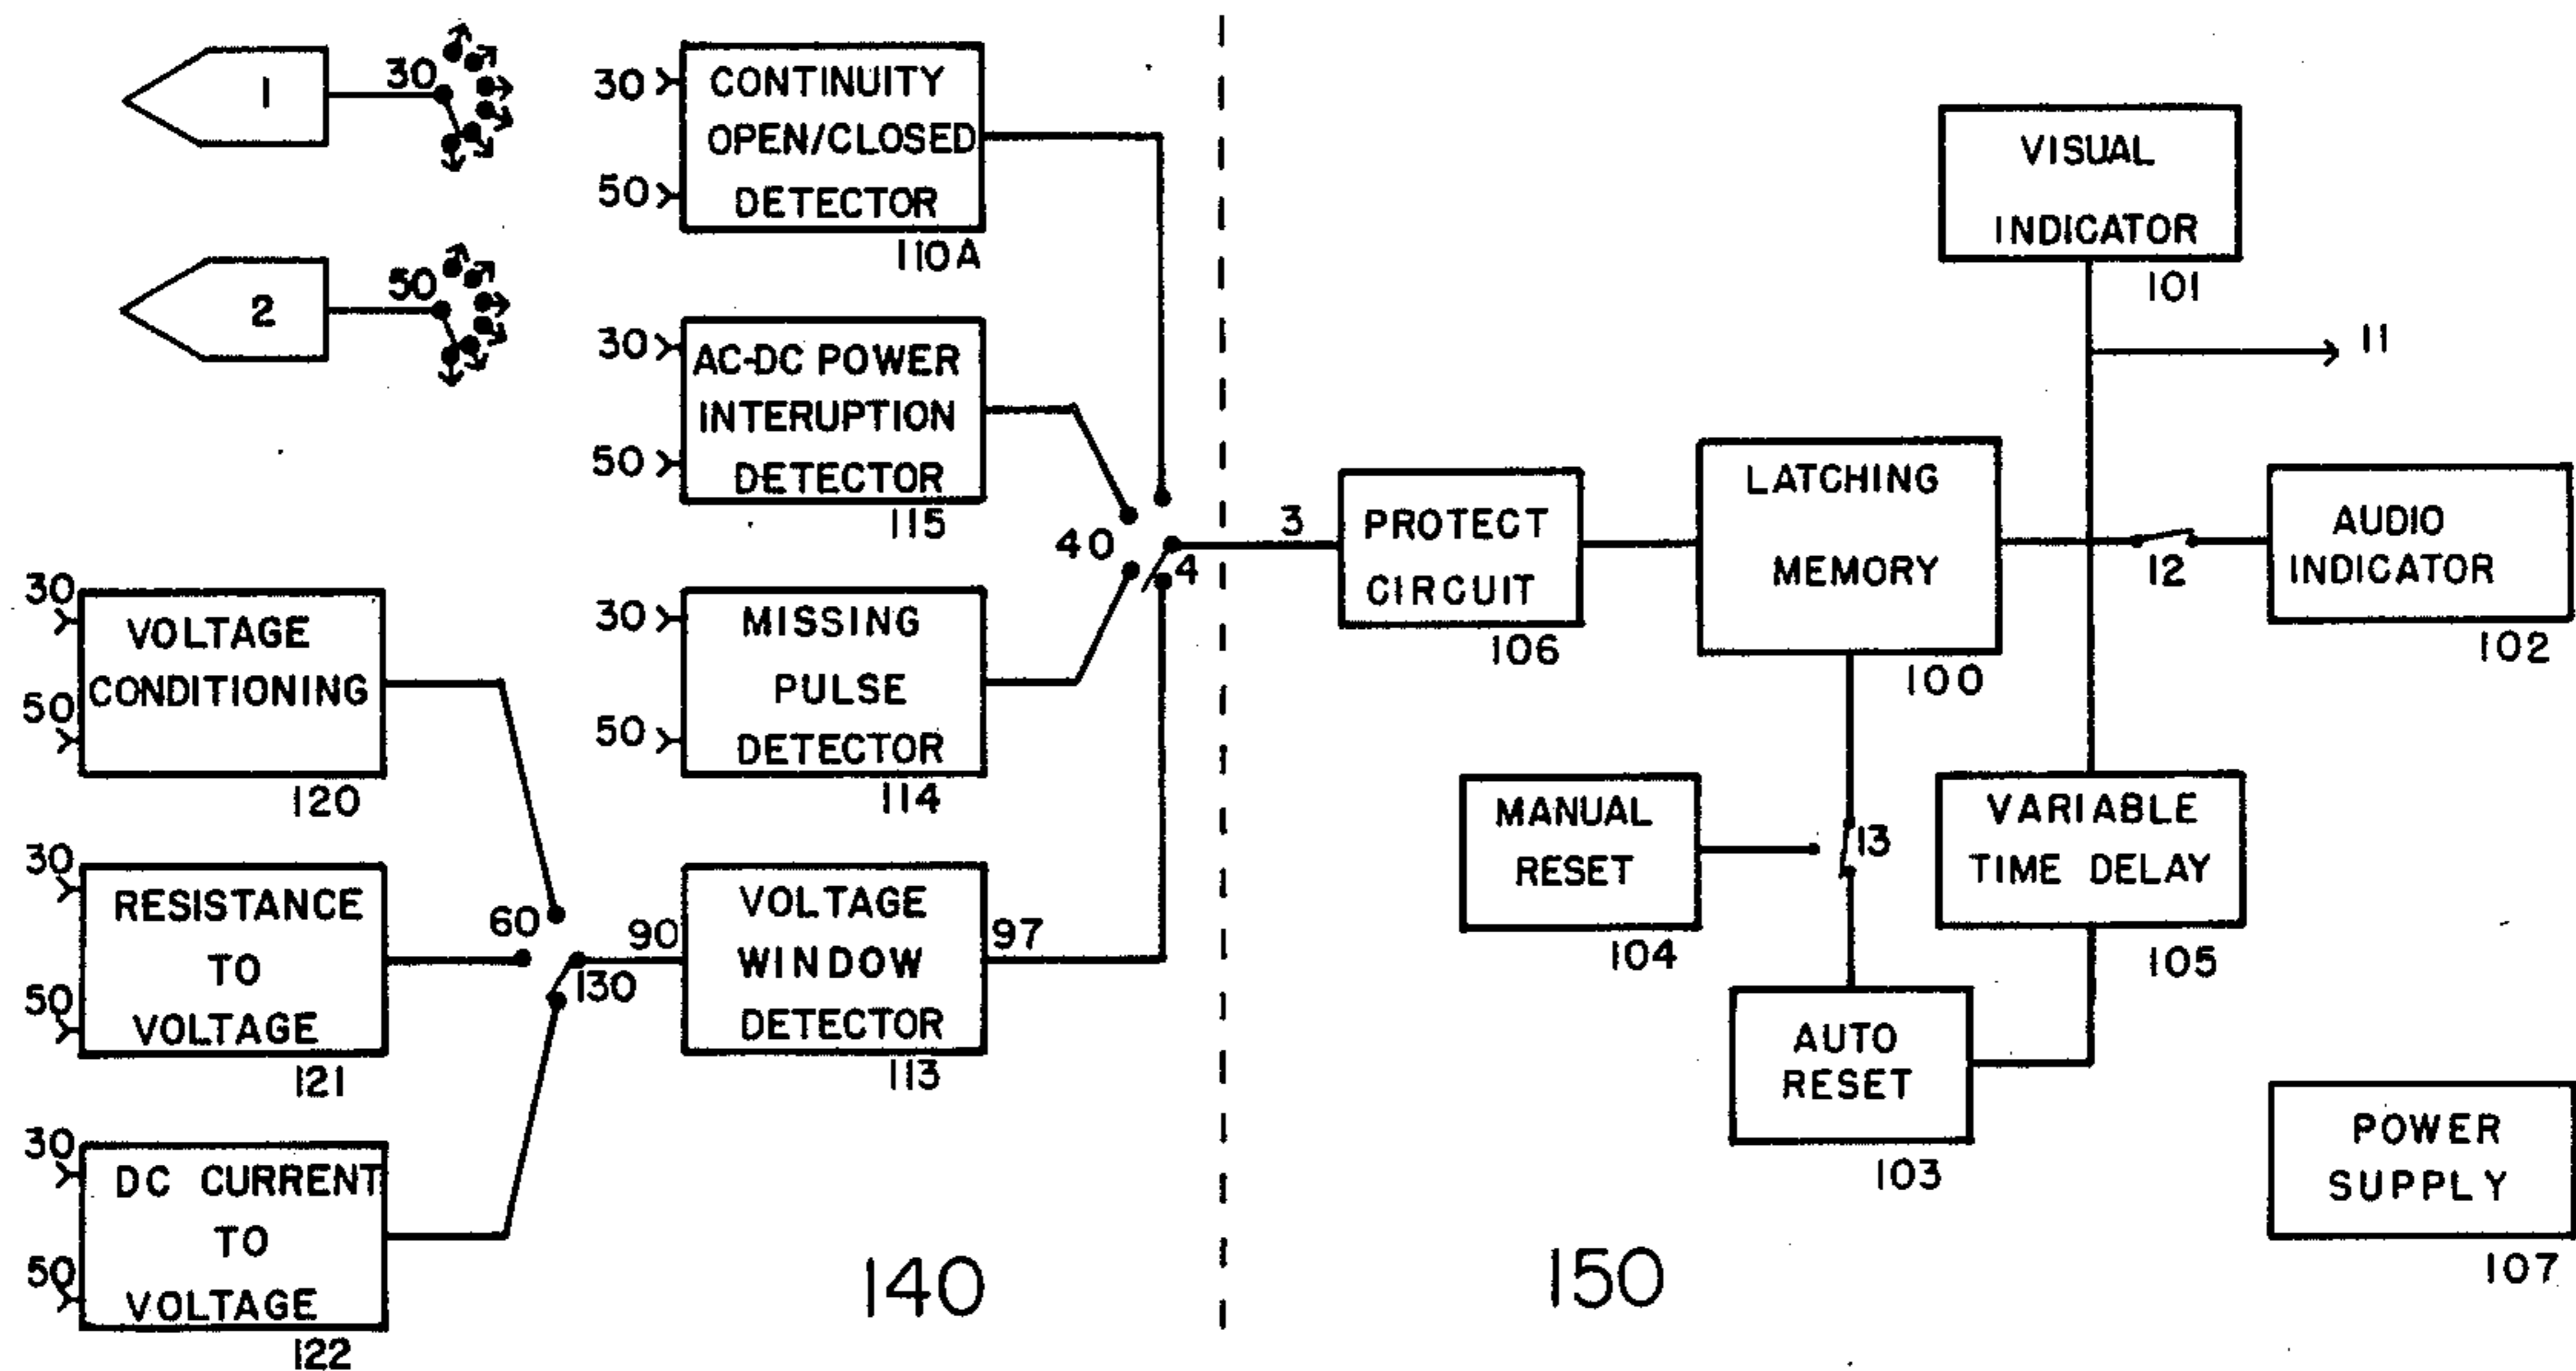 1
30
2
50
30
50
CONTINUITY
OPEN/CLOSED
DETECTOR
110A
30
50
AC-DC POWER
INTERUPTION
DETECTOR
115
30
50
MISSING
PULSE
DETECTOR
114
30
50
VOLTAGE
CONDITIONING
120
30
50
RESISTANCE
TO
VOLTAGE
121
30
50
DC CURRENT
TO
VOLTAGE
122
60
130
90
VOLTAGE
WINDOW
DETECTOR
113
97
40
4
3
140
PROTECT
CIRCUIT
106
LATCHING
MEMORY
100
VISUAL
INDICATOR
101
11
12
AUDIO
INDICATOR
102
MANUAL
RESET
104
13
VARIABLE
TIME DELAY
105
AUTO
RESET
103
POWER
SUPPLY
107
150